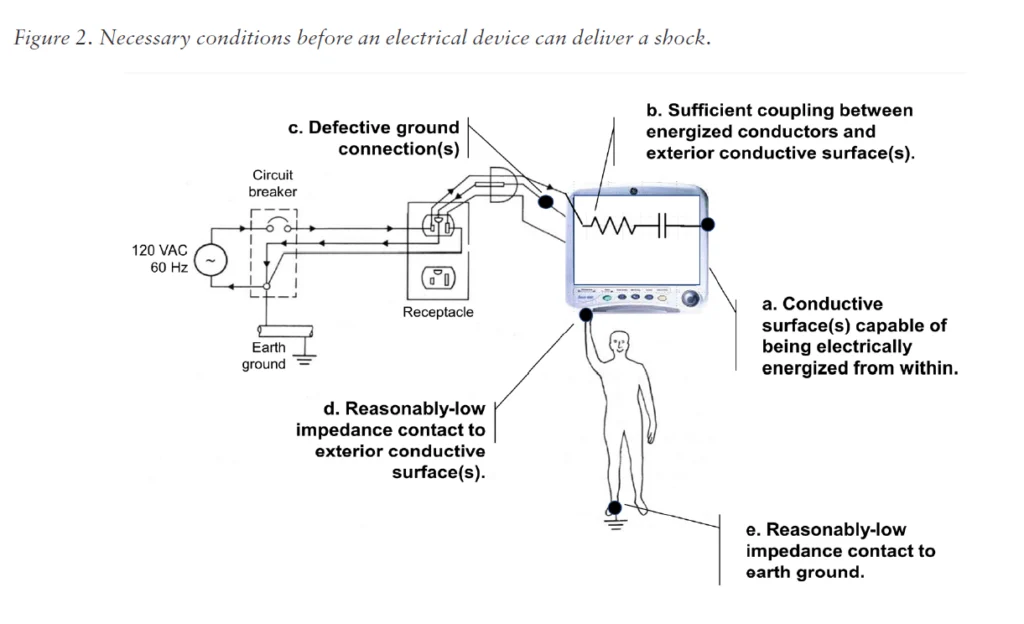 Figure 2. Necessary conditions before an electrical device can deliver a shock.
b. Sufficient coupling between
energized conductors and
exterior conductive surface(s).
c. Defective ground
connection(s)
Circuit
breaker
120 VAC
60 Hz
~
Receptacle
Earth
ground
a. Conductive
surface(s) capable of
being electrically
energized from within.
d. Reasonably-low
impedance contact to
exterior conductive
surface(s).
e. Reasonably-low
impedance contact to
earth ground.